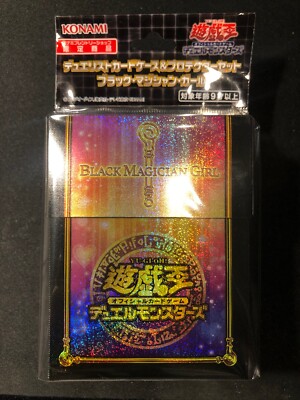 KONAMI
遊戯王
デュエルモンスターズ
限定商品
デュエリストカードケース&プロテクターセット
ブラック・マジシャン・ガール
対象年齢9才以上
BLACK MAGICIAN GIRL
YU-GI-OH!
遊戯王
オフィシャルカードゲーム
デュエルモンスターズ